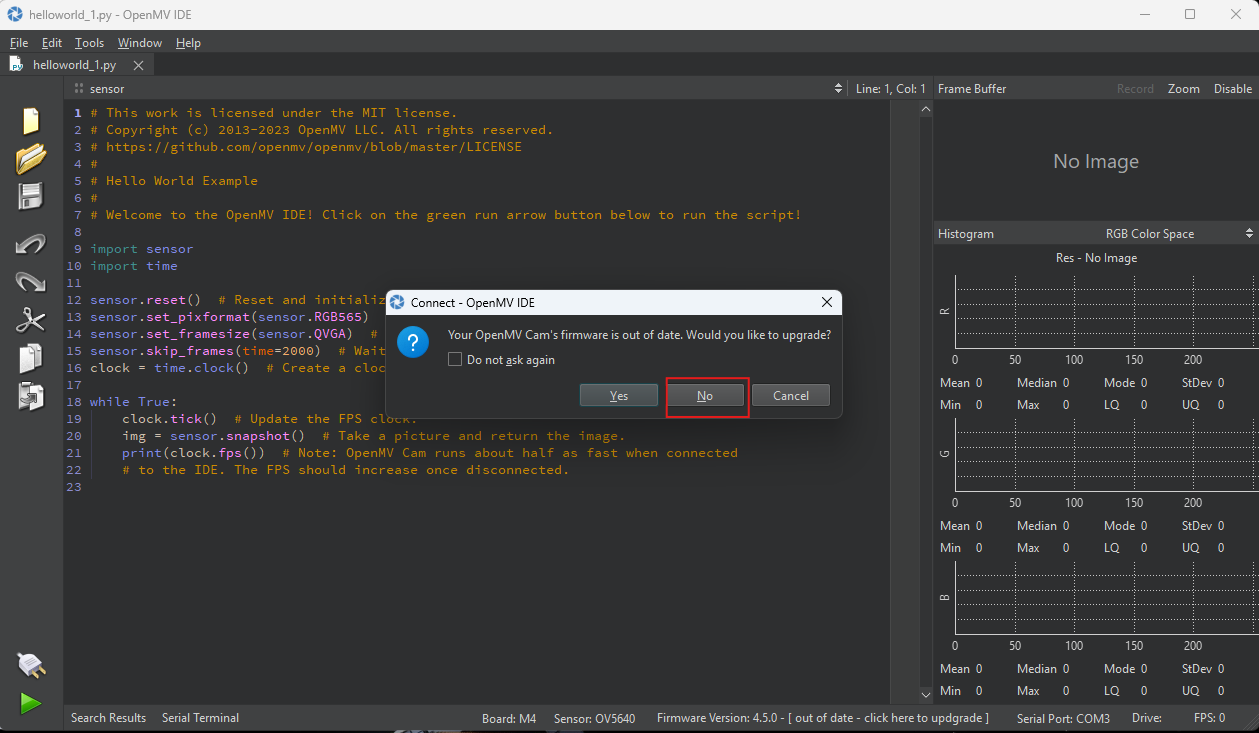 helloworld_1.py - OpenMV IDE
File Edit Tools Window Help
helloworld_1.py
sensor
Line: 1, Col: 1
Frame Buffer
Record Zoom Disable
1 # This work is licensed under the MIT license.
2 # Copyright (c) 2013-2023 OpenMV LLC. All rights reserved.
3 # https://github.com/openmv/openmv/blob/master/LICENSE
4 #
5 # Hello World Example
6 #
7 # Welcome to the OpenMV IDE! Click on the green run arrow button below to run the script!
8
9 import sensor
10 import time
11
12 sensor.reset()  # Reset and initializ
13 sensor.set_pixformat(sensor.RGB565)
14 sensor.set_framesize(sensor.QVGA)  #
15 sensor.skip_frames(time=2000)  # Wait
16 clock = time.clock()  # Create a cloc
17
18 while True:
19     clock.tick()  # Update the FPS clock.
20     img = sensor.snapshot()  # Take a picture and return the image.
21     print(clock.fps())  # Note: OpenMV Cam runs about half as fast when connected
22     # to the IDE. The FPS should increase once disconnected.
23
Connect - OpenMV IDE
?
Your OpenMV Cam's firmware is out of date. Would you like to upgrade?
Do not ask again
Yes No Cancel
No Image
Histogram RGB Color Space
Res - No Image
R
0 50 100 150 200
Mean 0 Median 0 Mode 0 StDev 0
Min 0 Max 0 LQ 0 UQ 0
G
0 50 100 150 200
Mean 0 Median 0 Mode 0 StDev 0
Min 0 Max 0 LQ 0 UQ 0
B
0 50 100 150 200
Mean 0 Median 0 Mode 0 StDev 0
Min 0 Max 0 LQ 0 UQ 0
Search Results Serial Terminal
Board: M4 Sensor: OV5640 Firmware Version: 4.5.0 - [ out of date - click here to updgrade ] Serial Port: COM3 Drive: FPS: 0